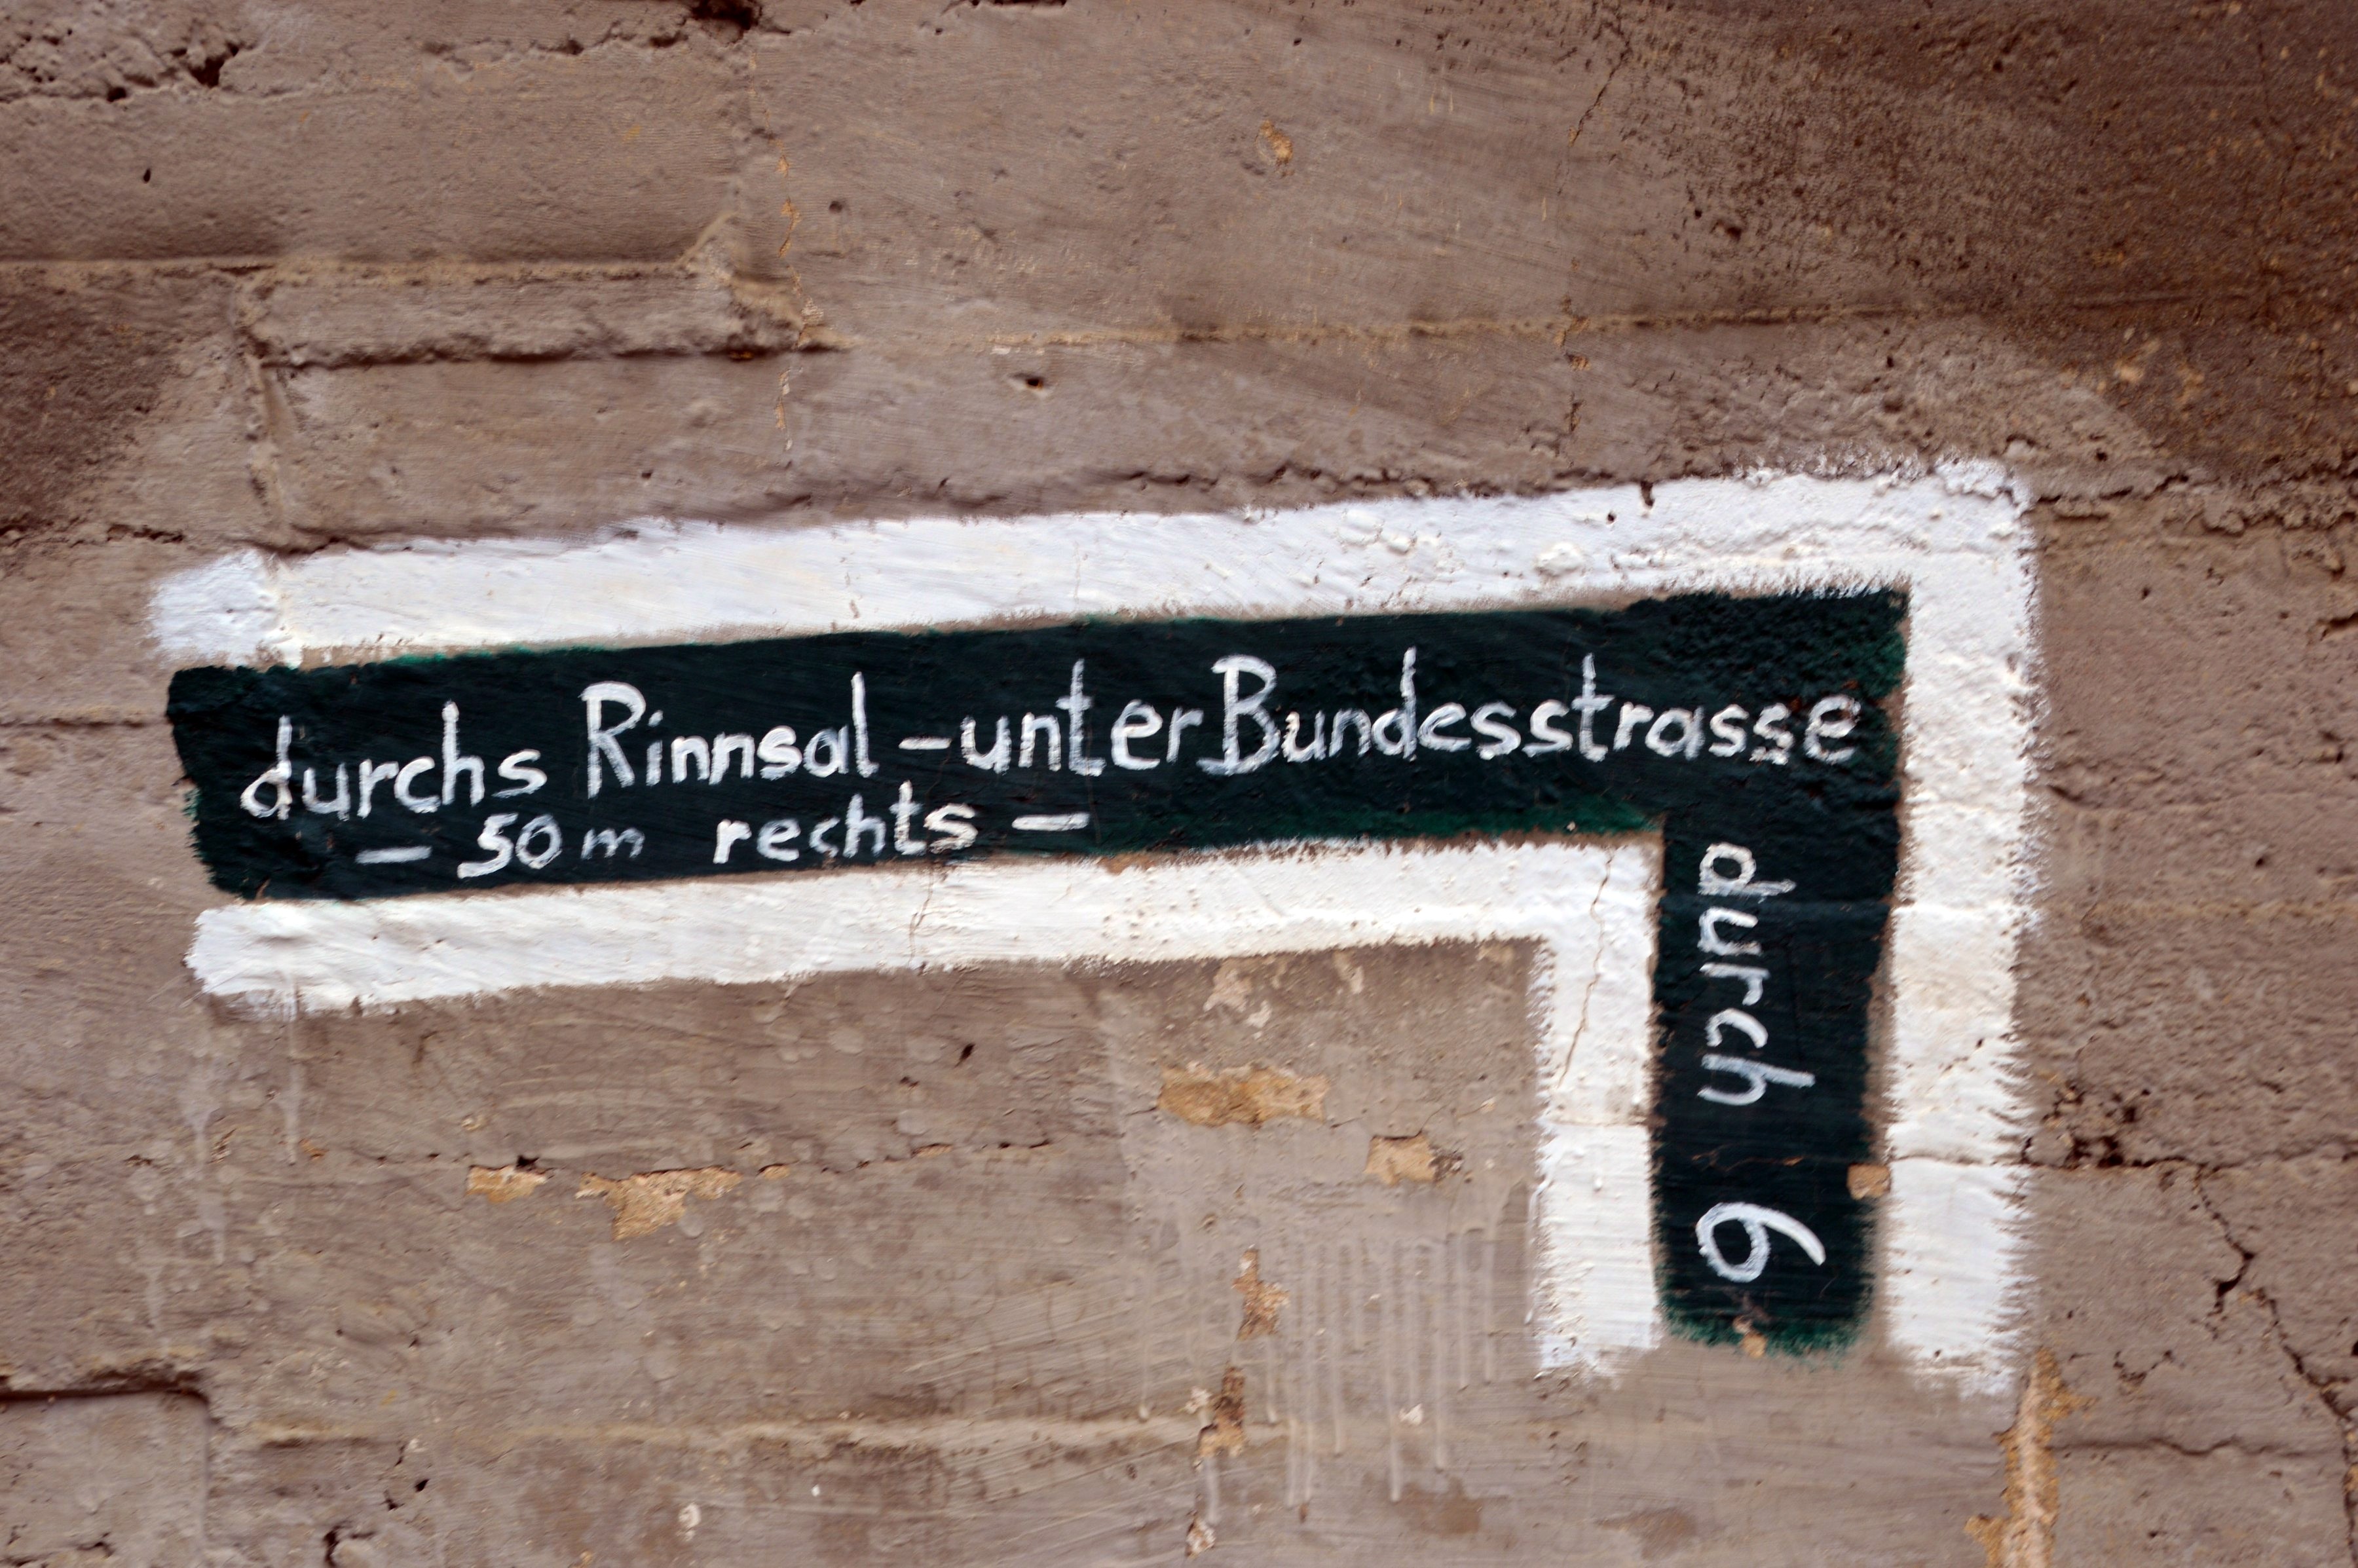 durchs Rinnsal - unter Bundesstrasse
- 50 m rechts -
durch 6